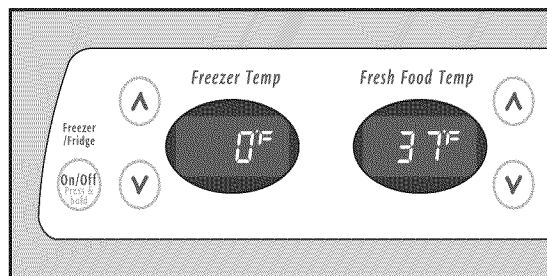 Freezer Temp
Fresh Food Temp
Freezer
/Fridge
0°F
37°F
On/Off
Press &
hold